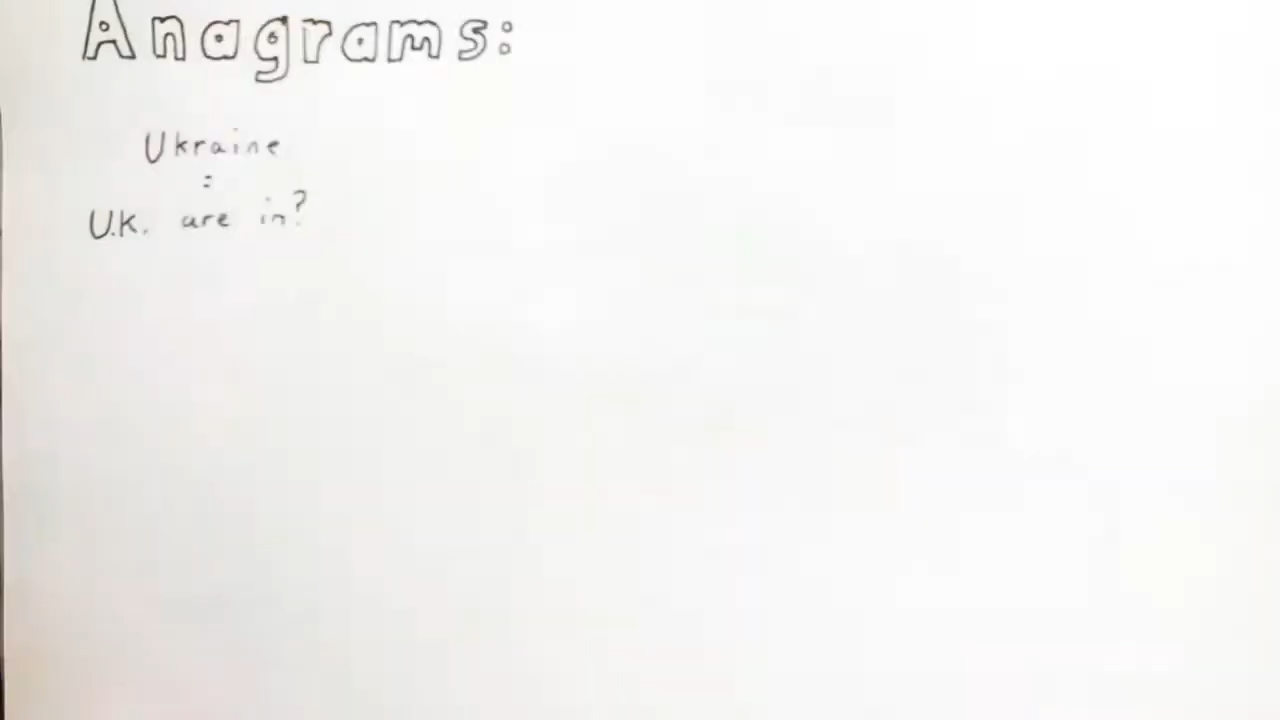 Anagrams:
Ukraine
=
U.K. are in?